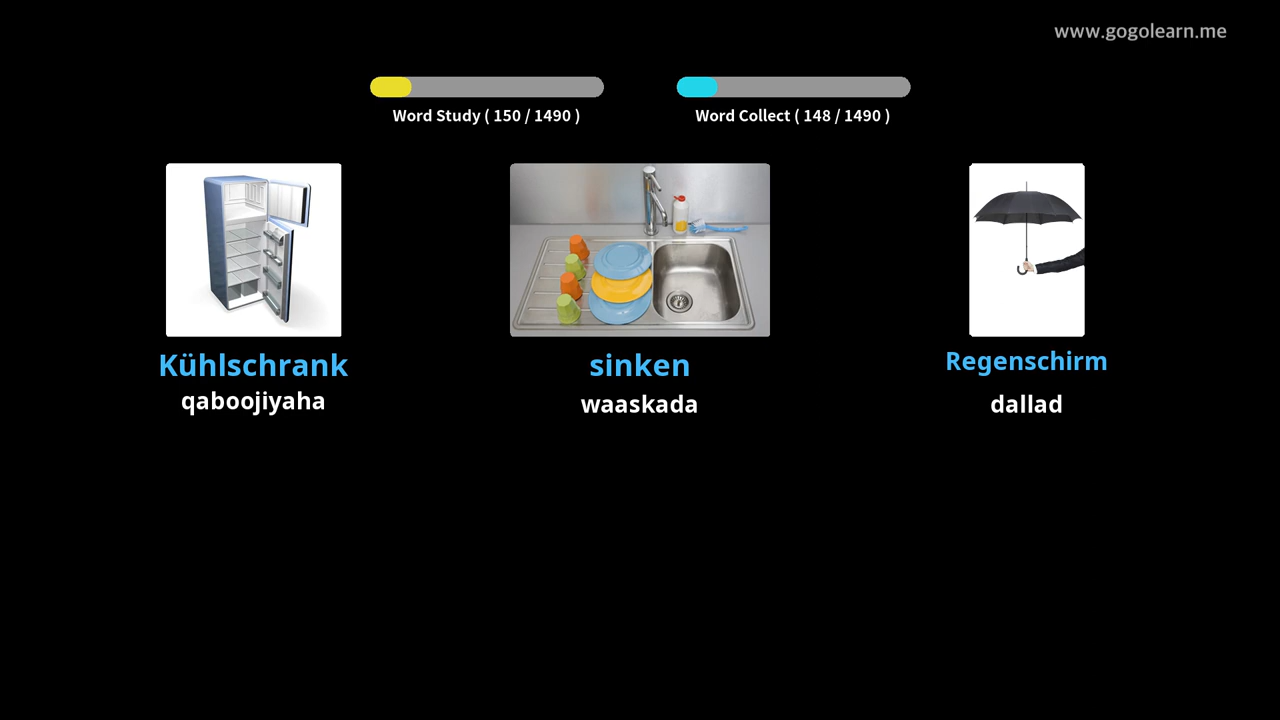 www.gogolearn.me
Word Study ( 150 / 1490 )
Word Collect ( 148 / 1490 )
Kühlschrank
qaboojiyaha
sinken
waaskada
Regenschirm
dallad